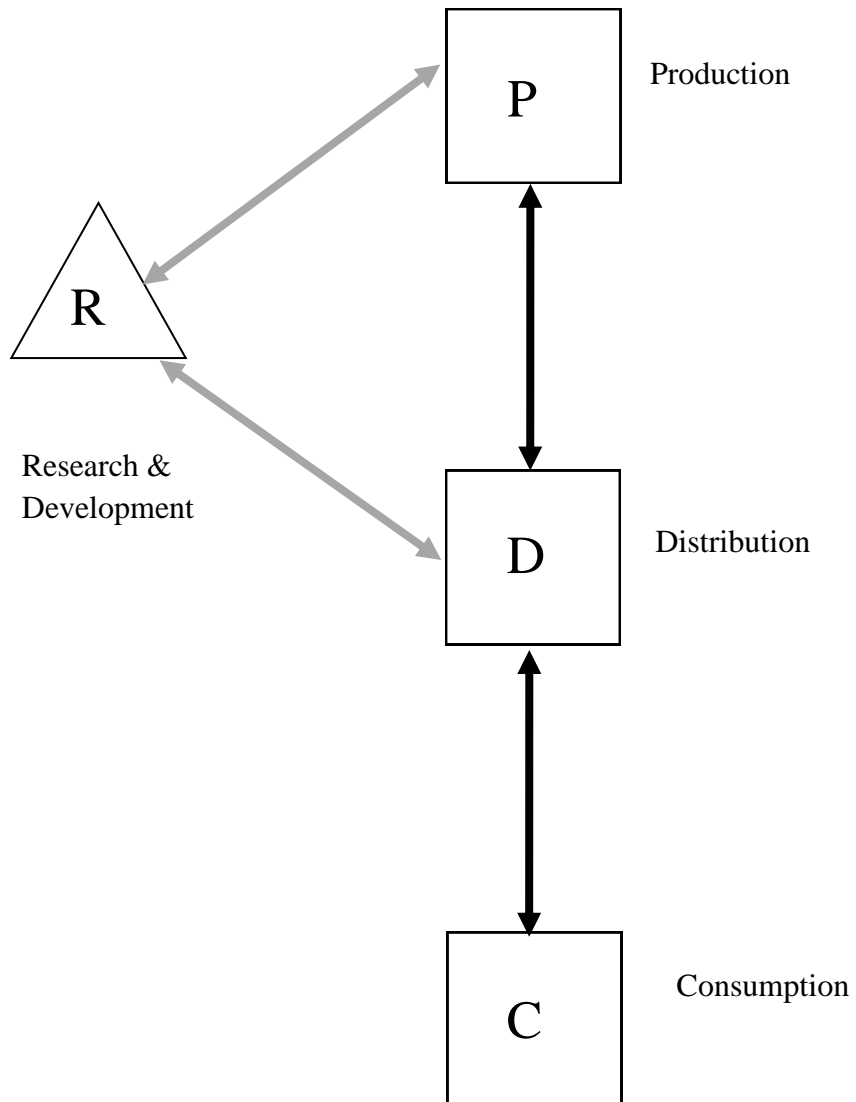 P
Production
R
Research &
Development
D
Distribution
C
Consumption